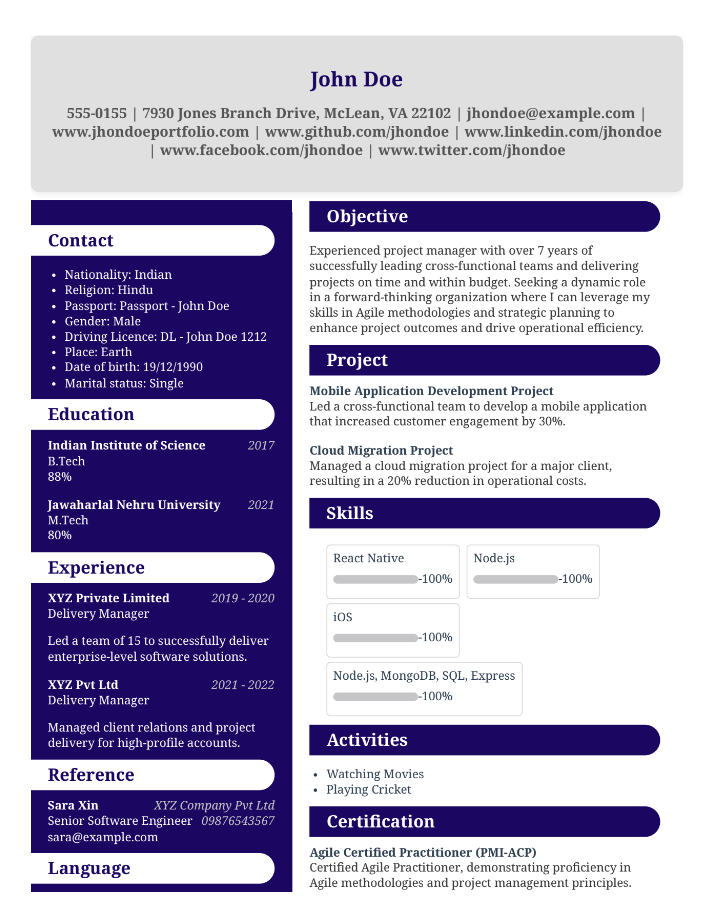 John Doe
555-0155 | 7930 Jones Branch Drive, McLean, VA 22102 | jhondoe@example.com |
www.jhondoeportfolio.com | www.github.com/jhondoe | www.linkedin.com/jhondoe
| www.facebook.com/jhondoe | www.twitter.com/jhondoe
Contact
• Nationality: Indian
• Religion: Hindu
• Passport: Passport - John Doe
• Gender: Male
• Driving Licence: DL - John Doe 1212
• Place: Earth
• Date of birth: 19/12/1990
• Marital status: Single
Education
Indian Institute of Science 2017
B.Tech
88%
Jawaharlal Nehru University 2021
M.Tech
80%
Experience
XYZ Private Limited 2019 - 2020
Delivery Manager
Led a team of 15 to successfully deliver
enterprise-level software solutions.
XYZ Pvt Ltd 2021 - 2022
Delivery Manager
Managed client relations and project
delivery for high-profile accounts.
Reference
Sara Xin XYZ Company Pvt Ltd
Senior Software Engineer 09876543567
sara@example.com
Language
Objective
Experienced project manager with over 7 years of
successfully leading cross-functional teams and delivering
projects on time and within budget. Seeking a dynamic role
in a forward-thinking organization where I can leverage my
skills in Agile methodologies and strategic planning to
enhance project outcomes and drive operational efficiency.
Project
Mobile Application Development Project
Led a cross-functional team to develop a mobile application
that increased customer engagement by 30%.
Cloud Migration Project
Managed a cloud migration project for a major client,
resulting in a 20% reduction in operational costs.
Skills
React Native
-100%
Node.js
-100%
iOS
-100%
Node.js, MongoDB, SQL, Express
-100%
Activities
• Watching Movies
• Playing Cricket
Certification
Agile Certified Practitioner (PMI-ACP)
Certified Agile Practitioner, demonstrating proficiency in
Agile methodologies and project management principles.